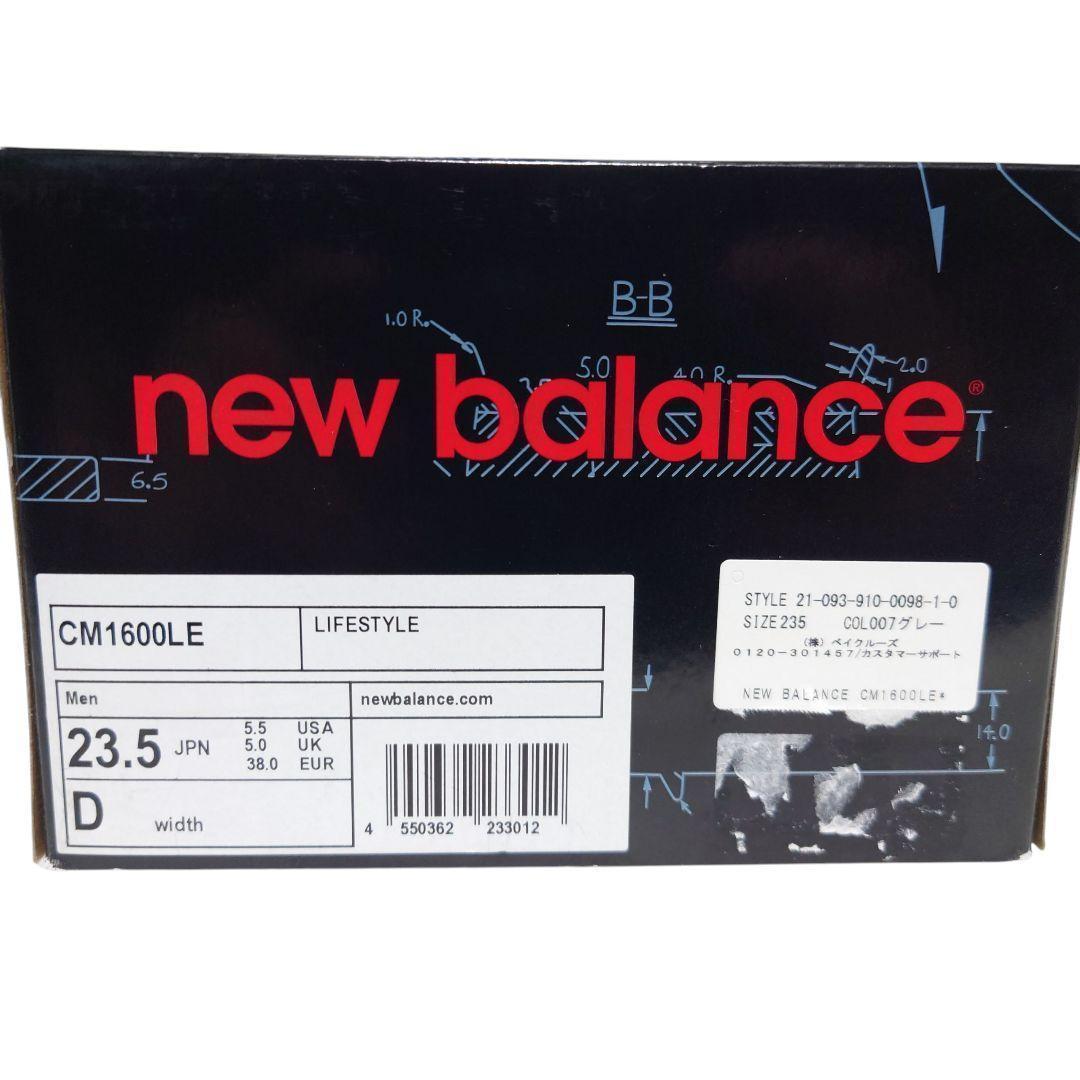 B-B
1.0 R.
5.0
4.0 R.
2.0
new balance®
6.5
CM1600LE
LIFESTYLE
Men
newbalance.com
23.5 JPN
5.5 USA
5.0 UK
38.0 EUR
D width
4 550362 233012
STYLE 21-093-910-0098-1-0
SIZE235 COL007グレー
(株) ベイクルーズ
0120-301457/カスタマーサポート
NEW BALANCE CM1600LE*
14.0